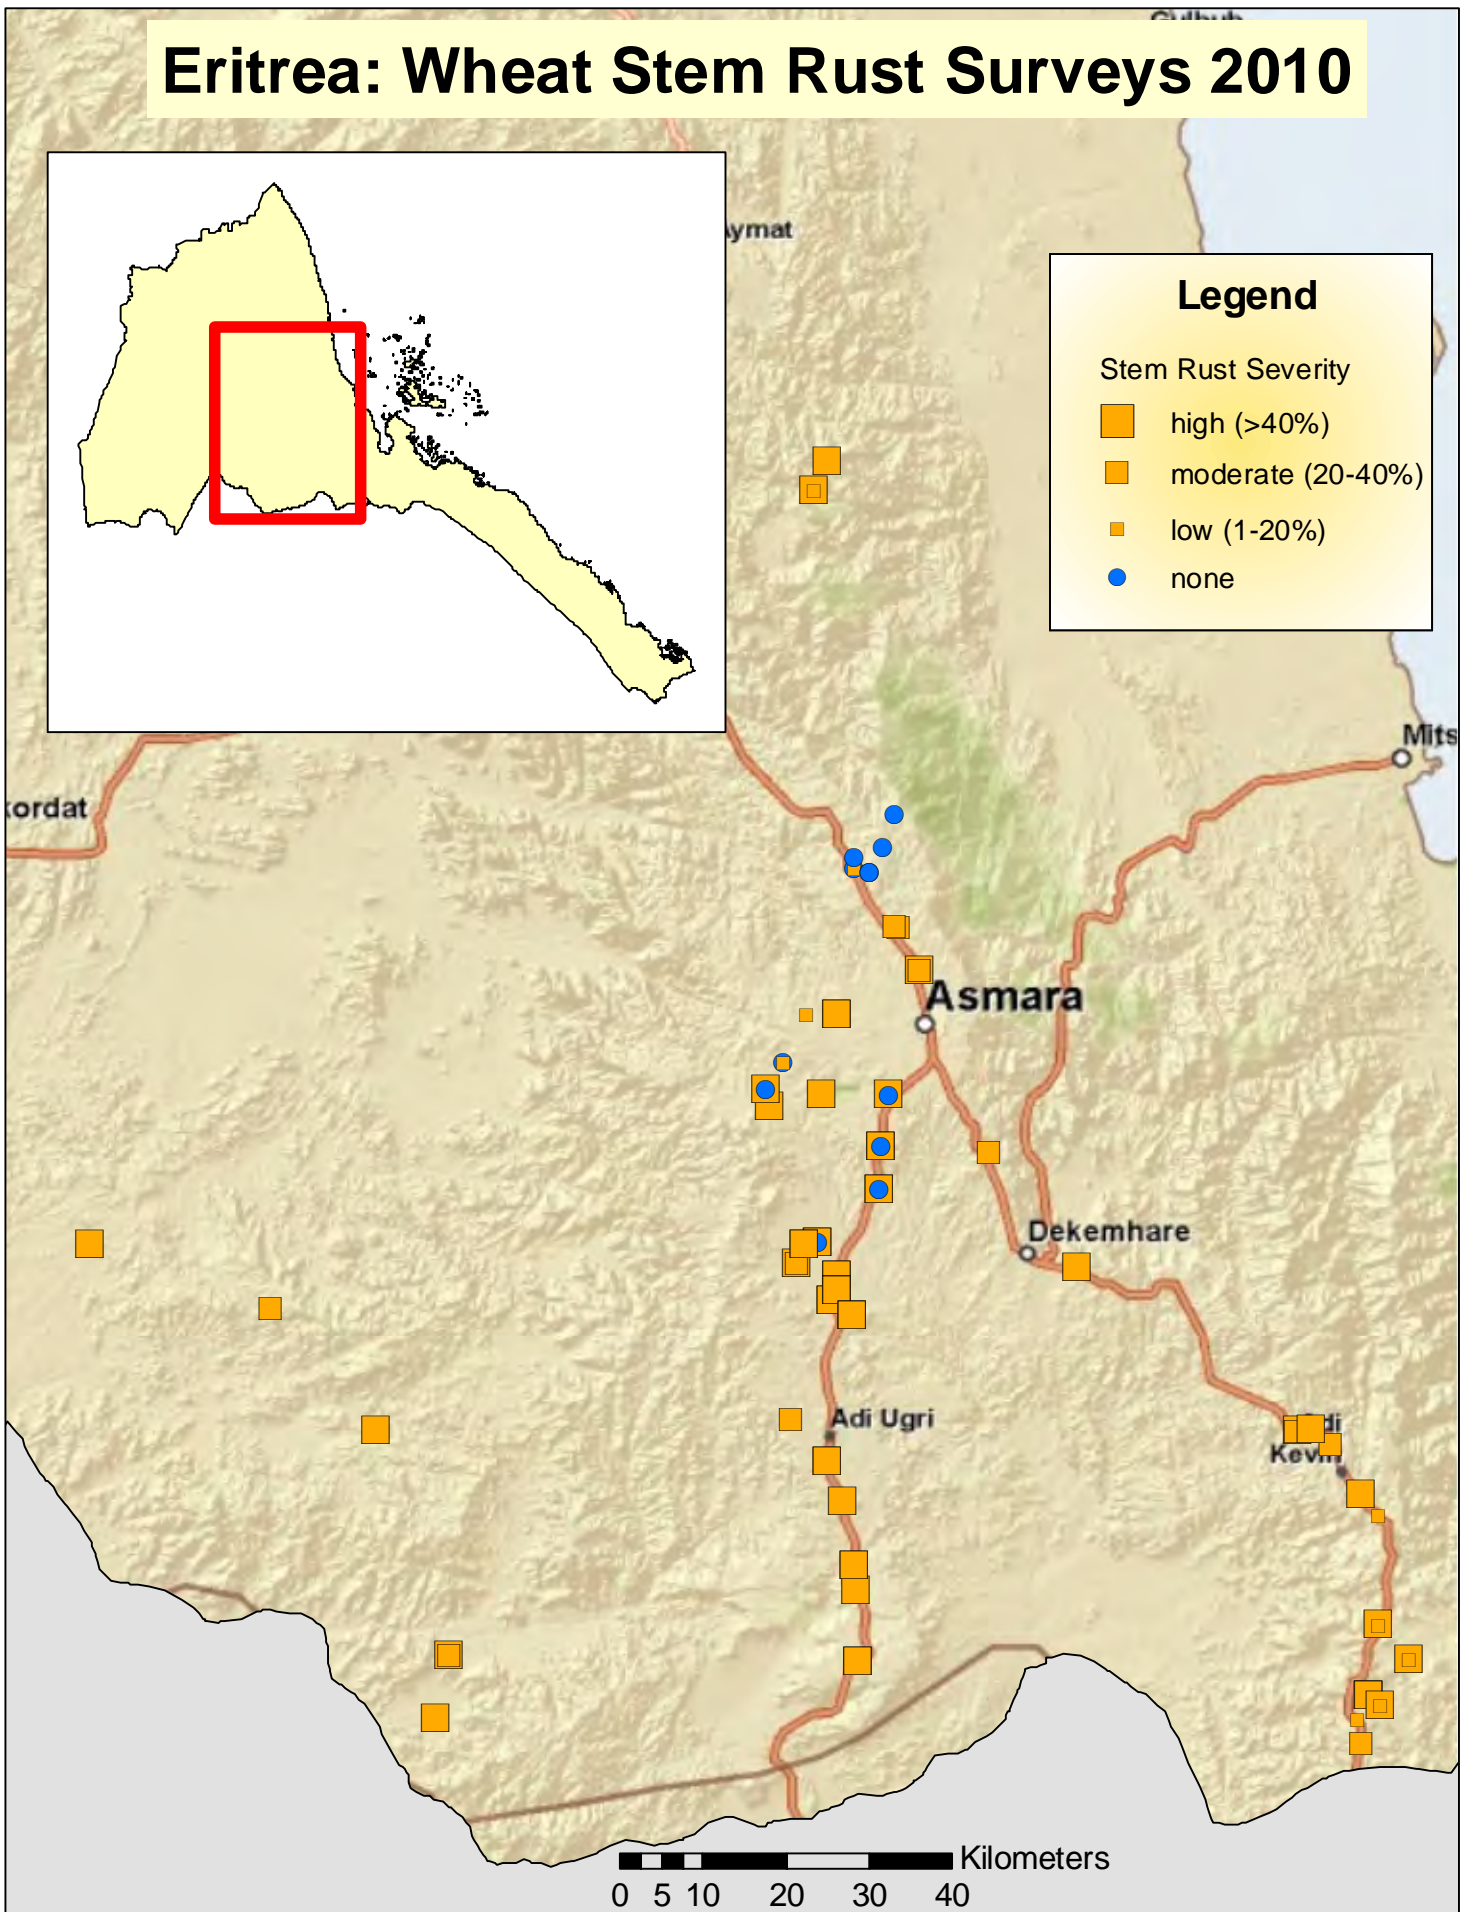 Eritrea: Wheat Stem Rust Surveys 2010
Legend
Stem Rust Severity
high (>40%)
moderate (20-40%)
low (1-20%)
none
Mits
Asmara
Dekemhare
Adi Ugri
Kilometers
0 5 10 20 30 40